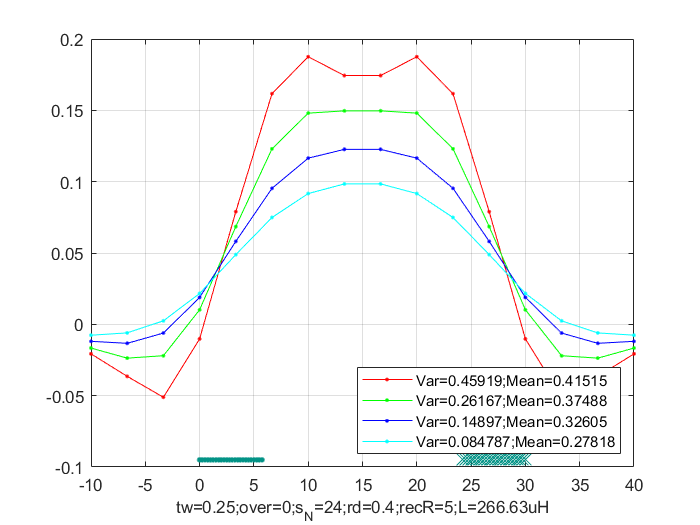 0.2
0.15
0.1
0.05
0
-0.05
-0.1
Var=0.45919;Mean=0.41515
Var=0.26167;Mean=0.37488
Var=0.14897;Mean=0.32605
Var=0.084787;Mean=0.27818
-10 -5 0 5 10 15 20 25 30 35 40
tw=0.25;over=0;s_N=24;rd=0.4;recR=5;L=266.63uH